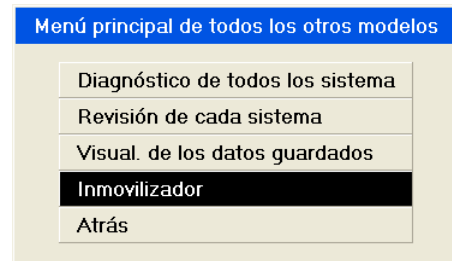 Menú principal de todos los otros modelos
Diagnóstico de todos los sistema
Revisión de cada sistema
Visual. de los datos guardados
Inmovilizador
Atrás